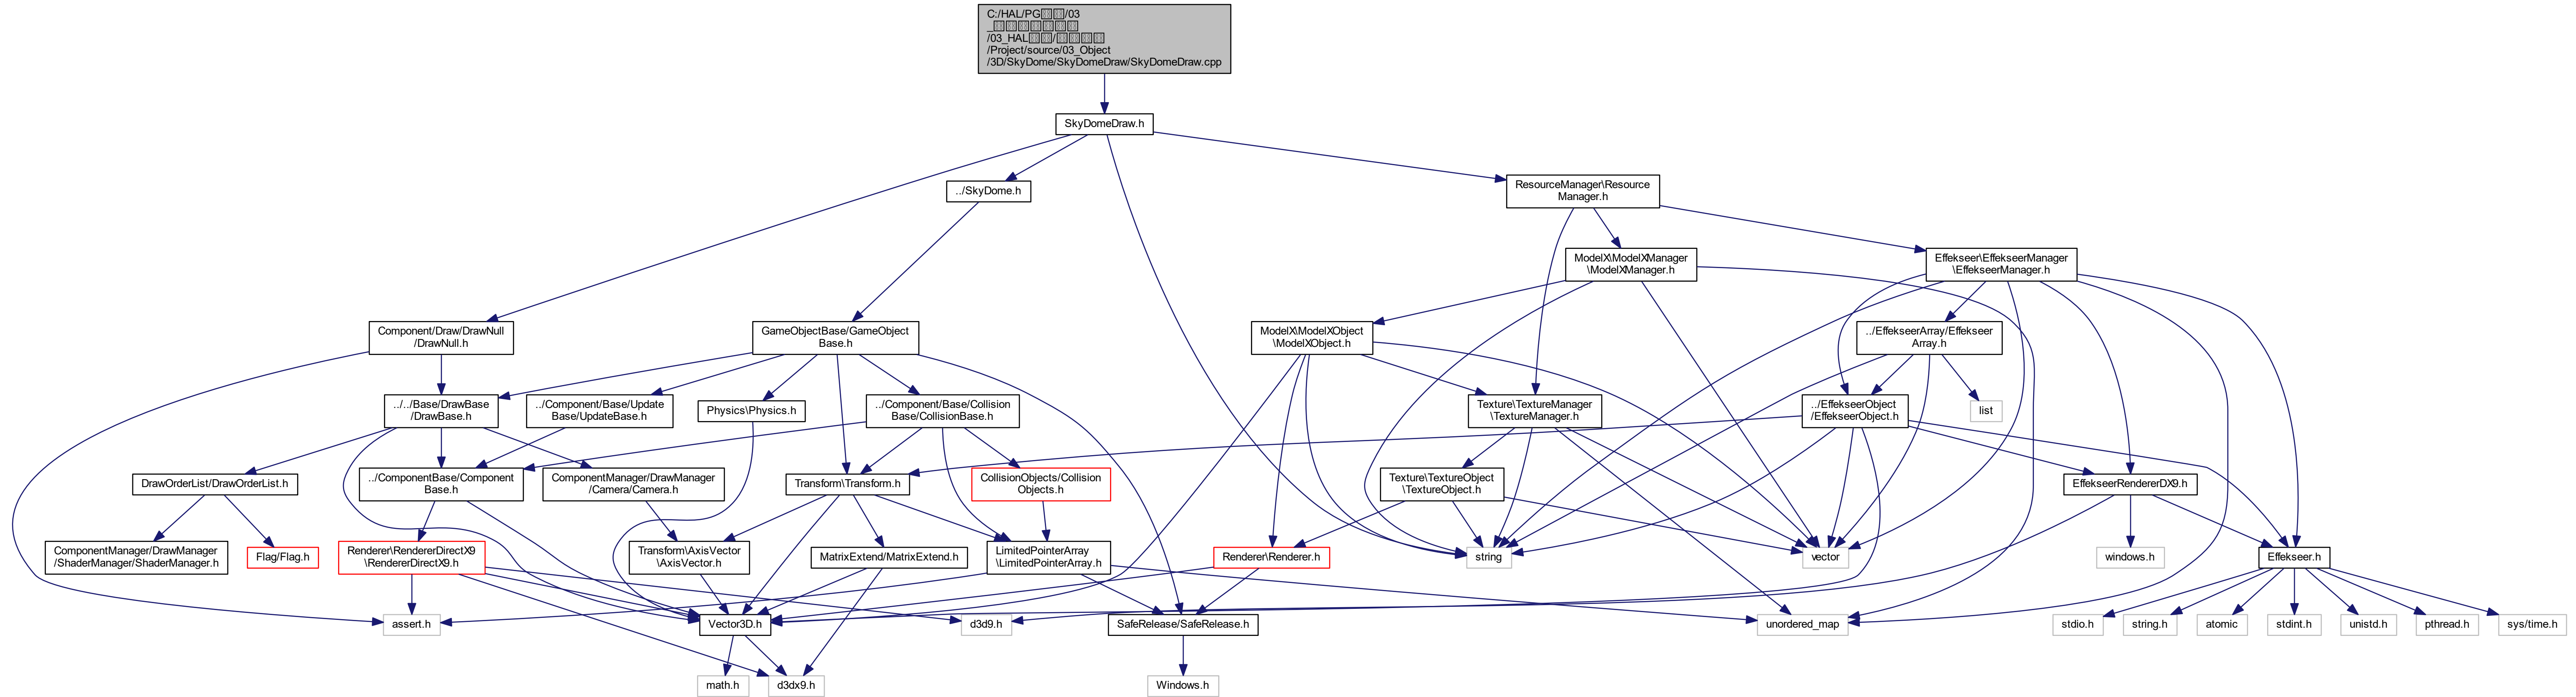 C:/HAL/PG/03
_
/03_HAL/
/Project/source/03_Object
/3D/SkyDome/SkyDomeDraw/SkyDomeDraw.cpp
SkyDomeDraw.h
../SkyDome.h
ResourceManager\Resource
Manager.h
ModelX\ModelXManager
\ModelXManager.h
Effekseer\EffekseerManager
\EffekseerManager.h
Component/Draw/DrawNull
/DrawNull.h
GameObjectBase/GameObject
Base.h
ModelX\ModelXObject
\ModelXObject.h
../EffekseerArray/Effekseer
Array.h
../../Base/DrawBase
/DrawBase.h
../Component/Base/Update
Base/UpdateBase.h
Physics\Physics.h
../Component/Base/Collision
Base/CollisionBase.h
Texture\TextureManager
\TextureManager.h
../EffekseerObject
/EffekseerObject.h
list
DrawOrderList/DrawOrderList.h
../ComponentBase/Component
Base.h
ComponentManager/DrawManager
/Camera/Camera.h
Transform\Transform.h
CollisionObjects/Collision
Objects.h
Texture\TextureObject
\TextureObject.h
EffekseerRendererDX9.h
ComponentManager/DrawManager
/ShaderManager/ShaderManager.h
Flag/Flag.h
Renderer\RendererDirectX9
\RendererDirectX9.h
Transform\AxisVector
\AxisVector.h
MatrixExtend/MatrixExtend.h
LimitedPointerArray
\LimitedPointerArray.h
Renderer\Renderer.h
string
vector
windows.h
Effekseer.h
assert.h
Vector3D.h
d3d9.h
SafeRelease/SafeRelease.h
unordered_map
stdio.h
string.h
atomic
stdint.h
unistd.h
pthread.h
sys/time.h
math.h
d3dx9.h
Windows.h